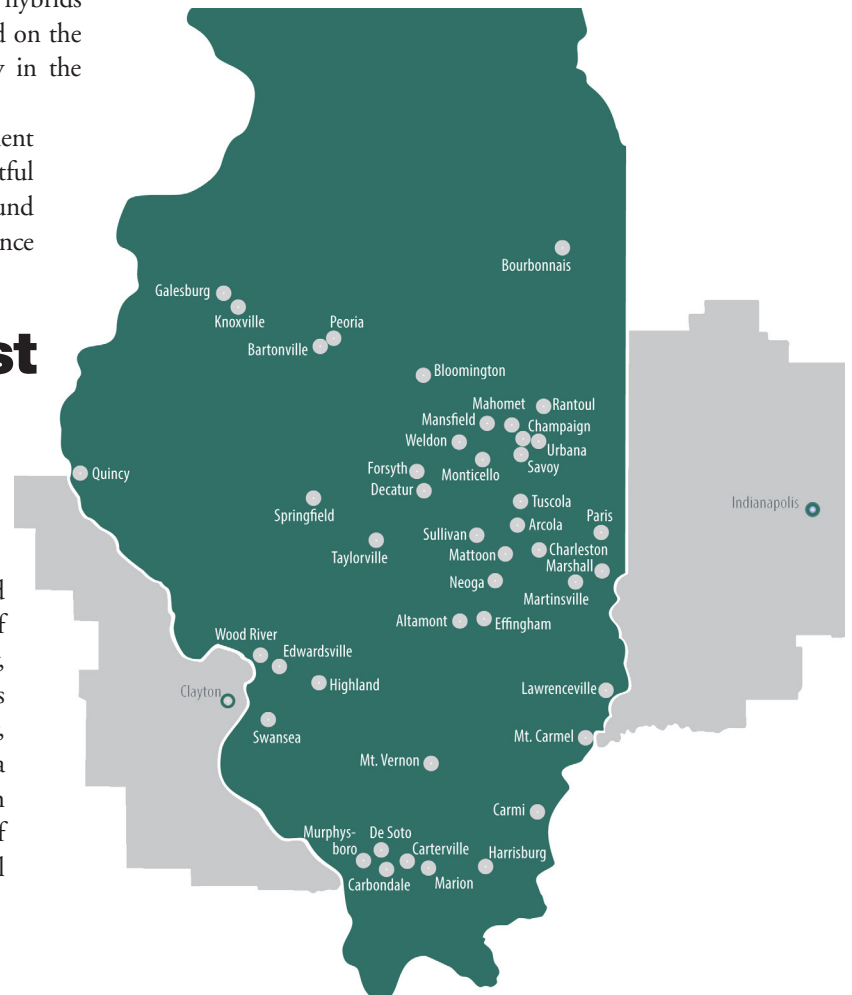 hybrids
d on the
in the
ent
tful
und
nce
st
d
f
,
s
,
a
n
f
l
Bourbonnais
Galesburg
Knoxville
Peoria
Bartonville
Bloomington
Mahomet
Rantoul
Mansfield
Champaign
Weldon
Urbana
Savoy
Monticello
Forsyth
Decatur
Quincy
Springfield
Tuscola
Indianapolis
Arcola
Paris
Sullivan
Taylorville
Mattoon
Charleston
Marshall
Neoga
Martinsville
Altamont
Effingham
Wood River
Edwardsville
Highland
Clayton
Lawrenceville
Swansea
Mt. Carmel
Mt. Vernon
Carmi
Murphys-
boro
De Soto
Carterville
Harrisburg
Carbondale
Marion